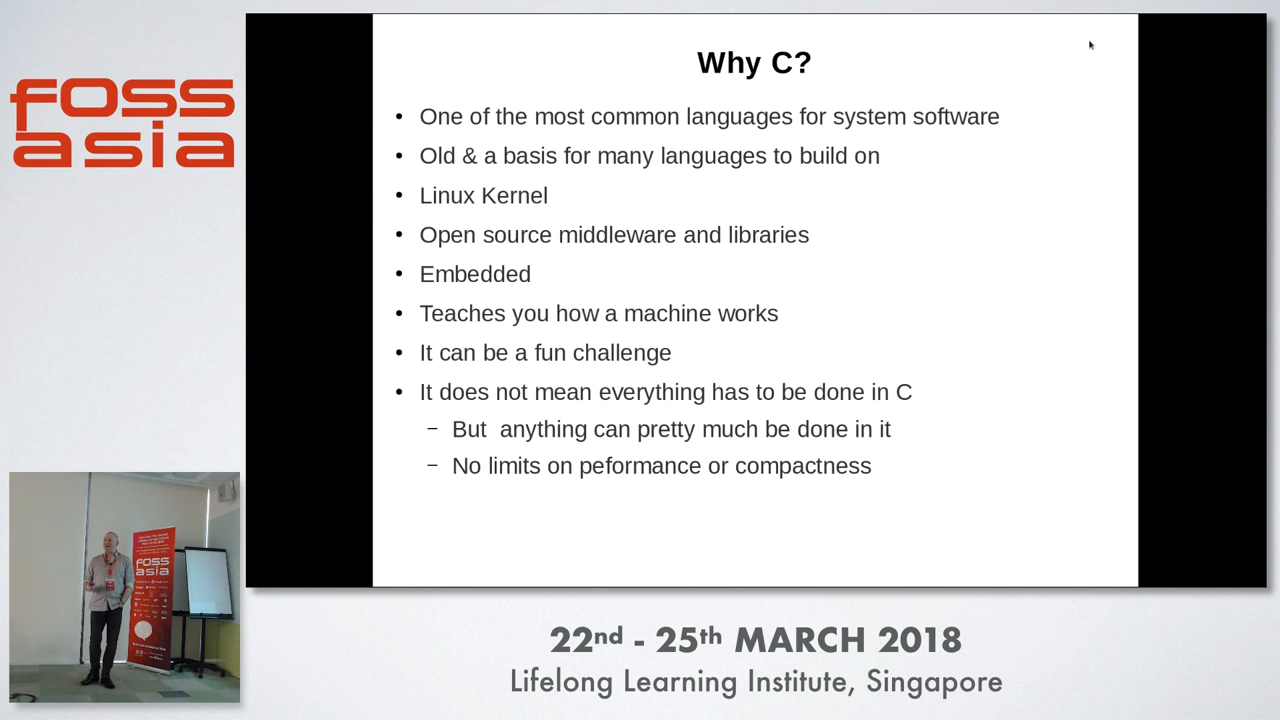 foss
asia
Why C?
• One of the most common languages for system software
• Old & a basis for many languages to build on
• Linux Kernel
• Open source middleware and libraries
• Embedded
• Teaches you how a machine works
• It can be a fun challenge
• It does not mean everything has to be done in C
– But  anything can pretty much be done in it
– No limits on peformance or compactness
foss
asia
22nd - 25th MARCH 2018
Lifelong Learning Institute, Singapore